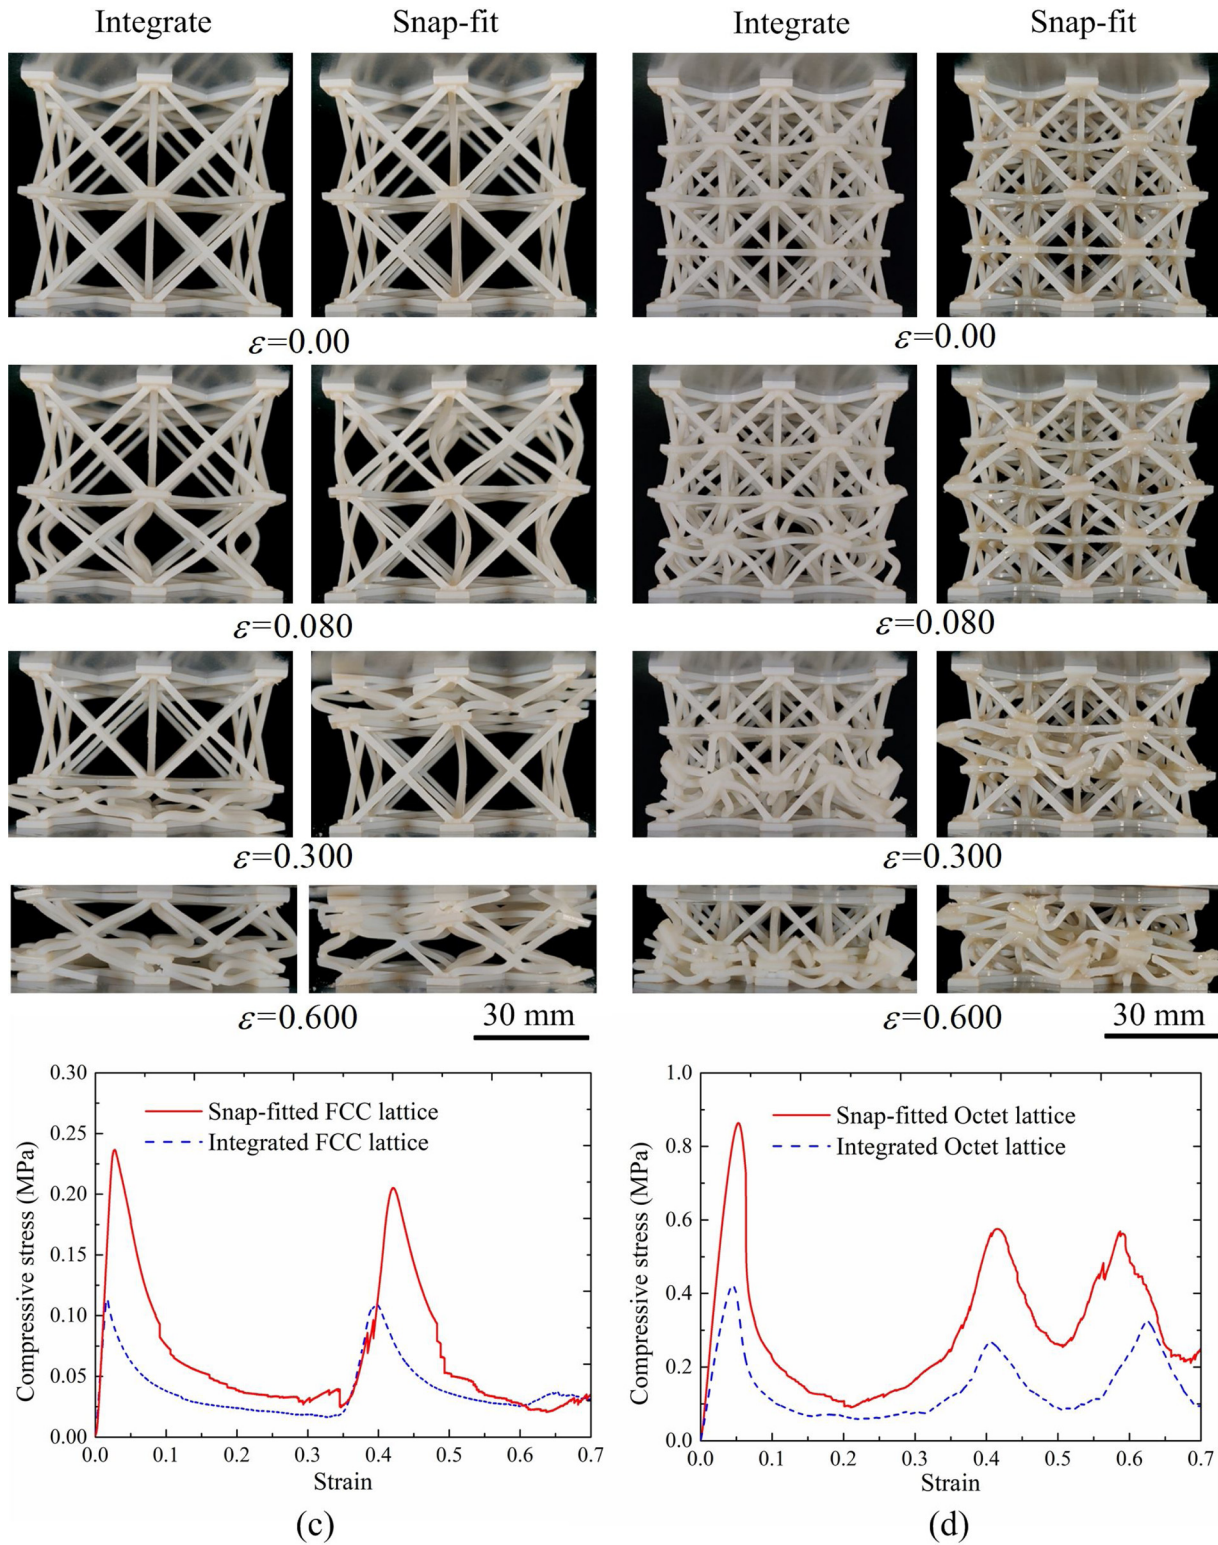 Integrate Snap-fit Integrate Snap-fit
ε=0.00 ε=0.00
ε=0.080 ε=0.080
ε=0.300 ε=0.300
ε=0.600 30 mm ε=0.600 30 mm
0.30
0.25
0.20
0.15
0.10
0.05
0.00
Compressive stress (MPa)
Snap-fitted FCC lattice
Integrated FCC lattice
0.0 0.1 0.2 0.3 0.4 0.5 0.6 0.7
Strain
(c)
1.0
0.8
0.6
0.4
0.2
0.0
Compressive stress (MPa)
Snap-fitted Octet lattice
Integrated Octet lattice
0.0 0.1 0.2 0.3 0.4 0.5 0.6 0.7
Strain
(d)